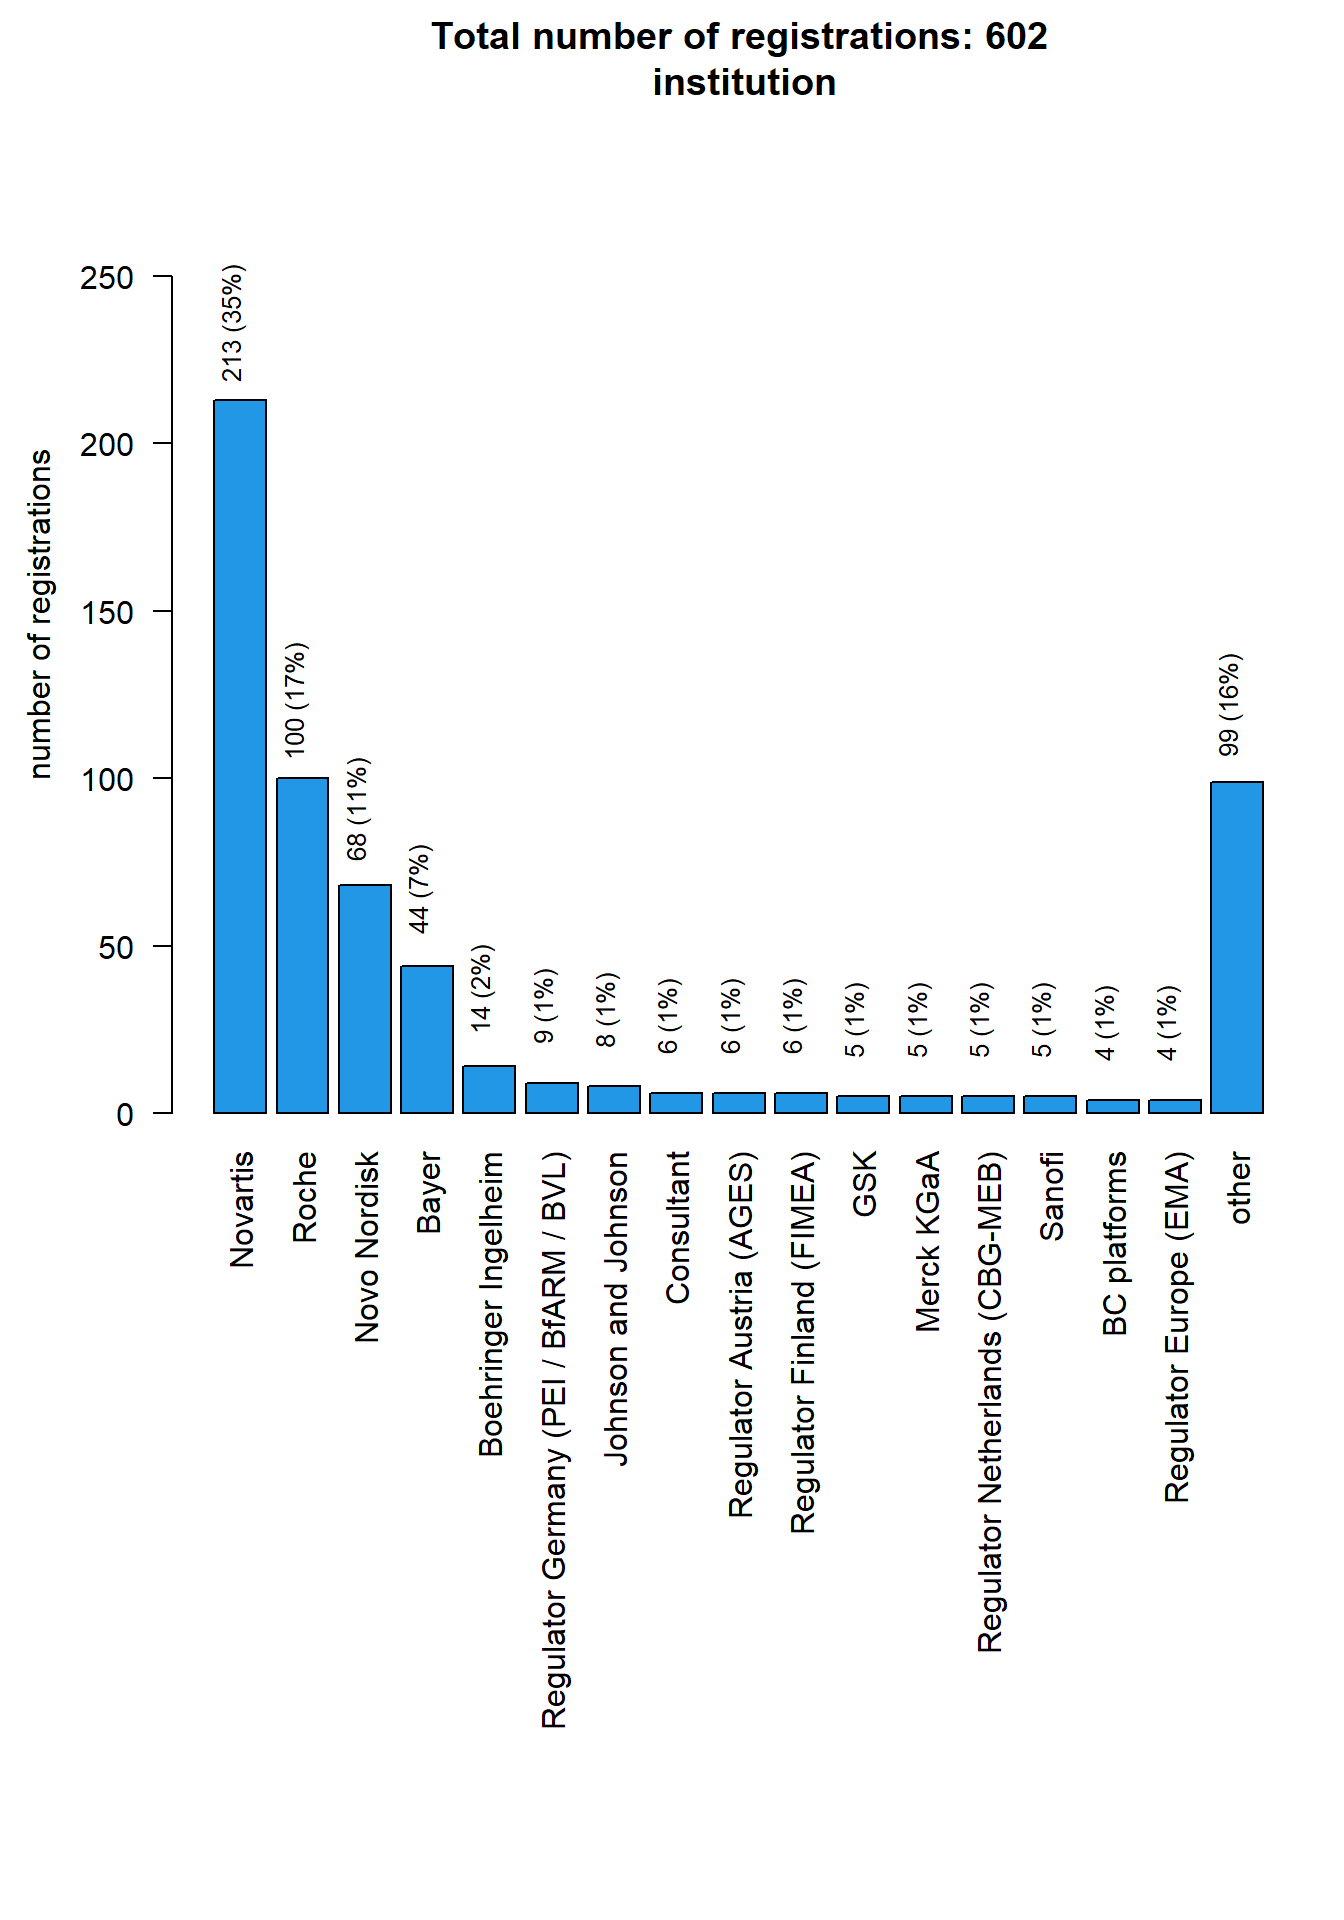 Total number of registrations: 602
institution
number of registrations
250
200
150
100
50
0
213 (35%)
100 (17%)
68 (11%)
44 (7%)
14 (2%)
9 (1%)
8 (1%)
6 (1%)
6 (1%)
6 (1%)
5 (1%)
5 (1%)
5 (1%)
5 (1%)
4 (1%)
4 (1%)
99 (16%)
Novartis
Roche
Novo Nordisk
Bayer
Boehringer Ingelheim
Regulator Germany (PEI / BfARM / BVL)
Johnson and Johnson
Consultant
Regulator Austria (AGES)
Regulator Finland (FIMEA)
GSK
Merck KGaA
Regulator Netherlands (CBG-MEB)
Sanofi
BC platforms
Regulator Europe (EMA)
other